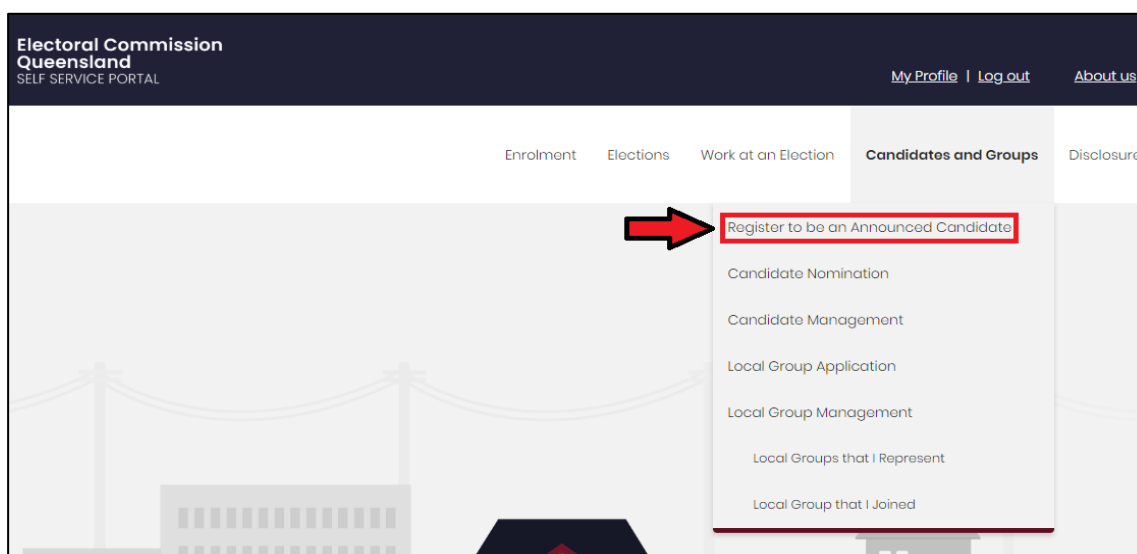 Electoral Commission
Queensland
SELF SERVICE PORTAL
My Profile | Log out About us
Enrolment Elections Work at an Election Candidates and Groups Disclosure
Register to be an Announced Candidate
Candidate Nomination
Candidate Management
Local Group Application
Local Group Management
Local Groups that I Represent
Local Group that I Joined